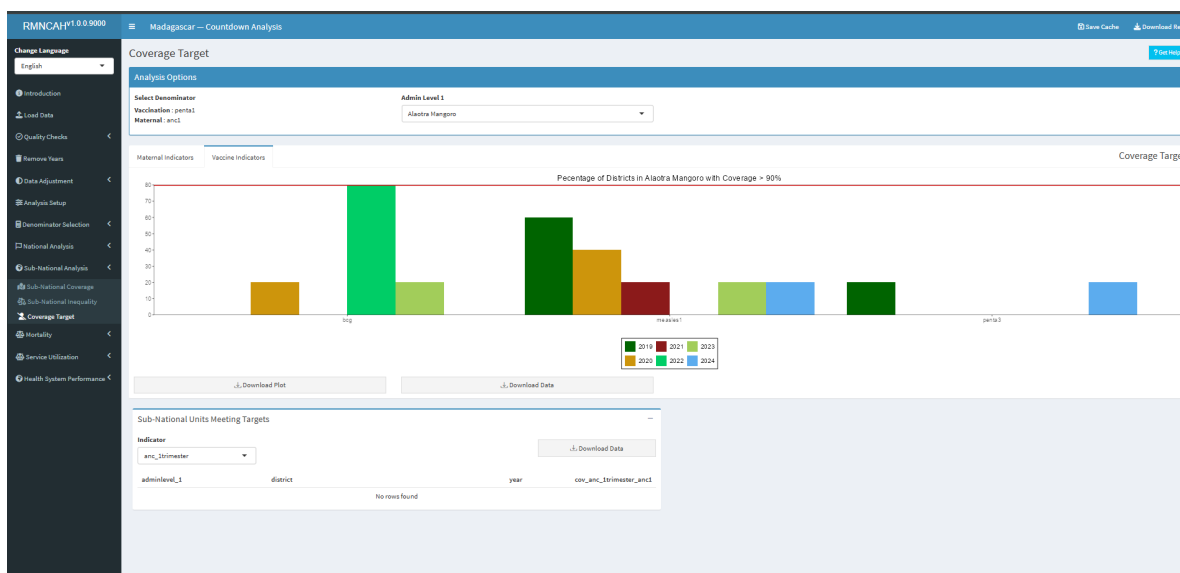 RMNCAHV1.0.0.9000
Madagascar — Countdown Analysis
Save Cache
Download Re
Change Language
English
Introduction
Load Data
Quality Checks
Remove Years
Data Adjustment
Analysis Setup
Denominator Selection
National Analysis
Sub-National Analysis
Sub-National Coverage
Sub-National Inequality
Coverage Target
Mortality
Service Utilization
Health System Performance
Coverage Target
? Get Help
Analysis Options
Select Denominator
Vaccination : penta1
Maternal : anc1
Admin Level 1
Alaotra Mangoro
Maternal Indicators
Vaccine Indicators
Coverage Targe
Pecentage of Districts in Alaotra Mangoro with Coverage > 90%
80
70
60
50
40
30
20
10
0
bcg
measles1
penta3
2019 2021 2023
2020 2022 2024
Download Plot
Download Data
Sub-National Units Meeting Targets
Indicator
anc_1trimester
Download Data
adminlevel_1 district year cov_anc_1trimester_anc1
No rows found